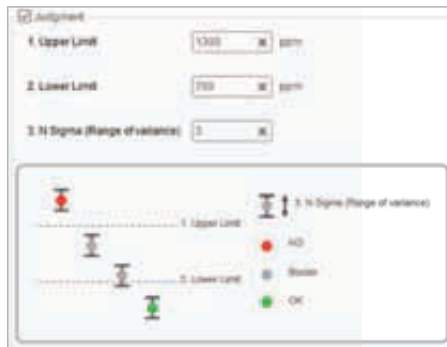 Judgment
1. Upper Limit
1300
ppm
2. Lower Limit
700
ppm
3. N Sigma (Range of variance)
3
3. N Sigma (Range of variance)
1. Upper Limit
NG
2. Lower Limit
OK